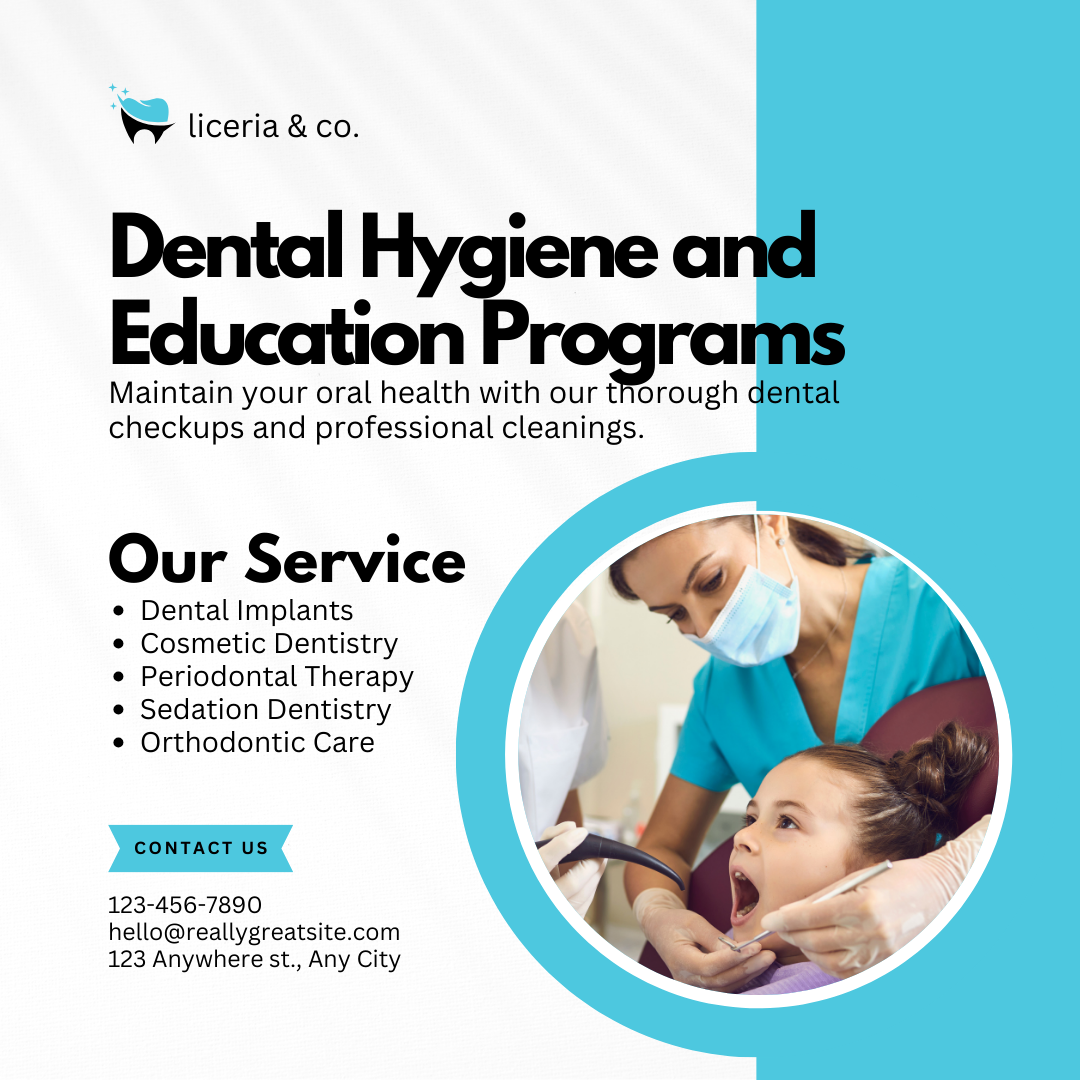 liceria & co.
Dental Hygiene and
Education Programs
Maintain your oral health with our thorough dental
checkups and professional cleanings.
Our Service
• Dental Implants
• Cosmetic Dentistry
• Periodontal Therapy
• Sedation Dentistry
• Orthodontic Care
CONTACT US
123-456-7890
hello@reallygreatsite.com
123 Anywhere st., Any City